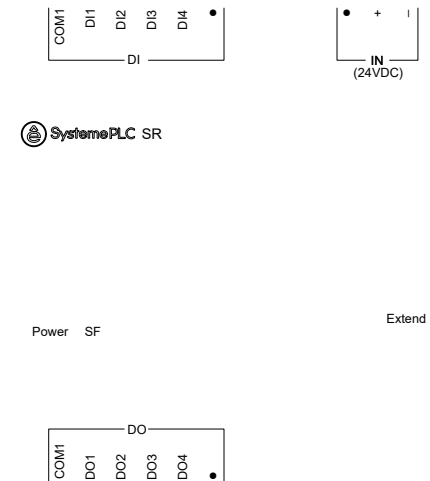 COM1 DI1 DI2 DI3 DI4 • • + –
DI IN
(24VDC)
ê SystemePLC SR
Extend
Power SF
DO
COM1 DO1 DO2 DO3 DO4 •